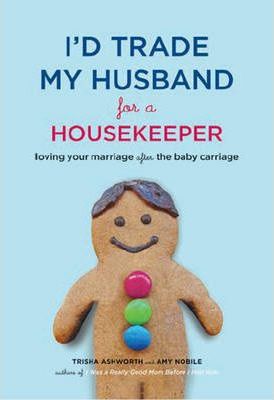 I'D TRADE
MY HUSBAND
for a
HOUSEKEEPER
loving your marriage after the baby carriage
TRISHA ASHWORTH and AMY NOBILE
authors of I Was a Really Good Mom Before I Had Kids